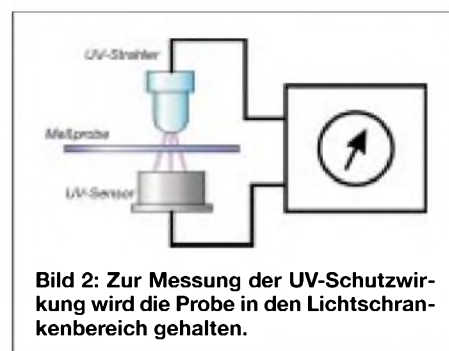 UV-Strahler
Meßprobe
UV-Sensor
Bild 2: Zur Messung der UV-Schutzwir-
kung wird die Probe in den Lichtschran-
kenbereich gehalten.